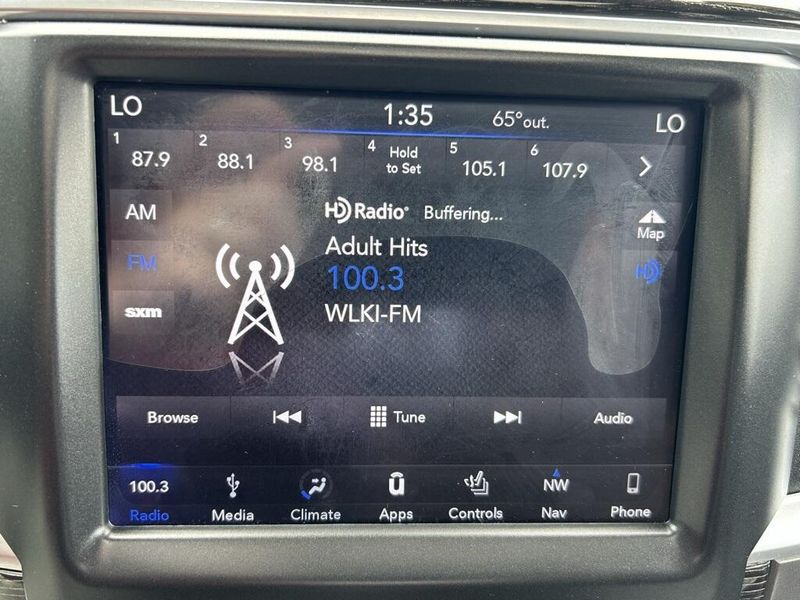 LO 1:35 65° out. LO
1 87.9 2 88.1 3 98.1 4 Hold to Set 5 105.1 6 107.9
AM
HD Radio® Buffering...
Map
FM
Adult Hits
HD
100.3
sxm
WLKI-FM
Browse Tune Audio
100.3 NW
Radio Media Climate Apps Controls Nav Phone